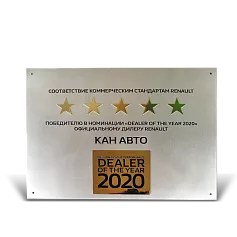 СООТВЕТСТВИЕ КОММЕРЧЕСКИМ СТАНДАРТАМ RENAULT
ПОБЕДИТЕЛЮ В НОМИНАЦИИ «DEALER OF THE YEAR 2020»
ОФИЦИАЛЬНОМУ ДИЛЕРУ RENAULT
КАН АВТО
DEALER
OF THE YEAR
2020